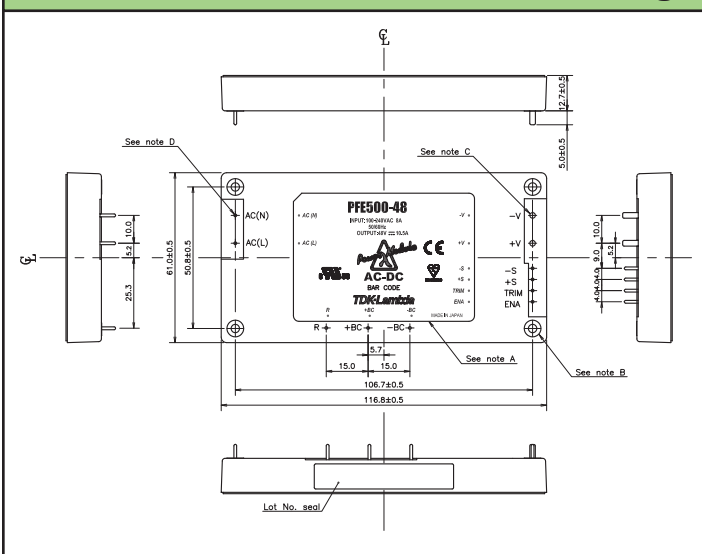 ℄
12.7±0.5
5.0±0.5
See note D
See note C
AC(N)
AC(L)
61.0±0.5
50.8±0.5
10.0
5.2
25.3
℄
PFE500-48
INPUT:100-240VAC 8A
50/60Hz
OUTPUT:48V 10.5A
AC (N)
AC (L)
-V
+V
-S
+S
TRIM
ENA
Power Module
CE
AC-DC
BAR CODE
TDK-Lambda
MADE IN JAPAN
R
+BC
-BC
−V
+V
−S
+S
TRIM
ENA
10.0
9.0
5.2
4.0
4.0
4.0
R
+BC
−BC
5.7
15.0
15.0
See note A
See note B
106.7±0.5
116.8±0.5
Lot No. seal